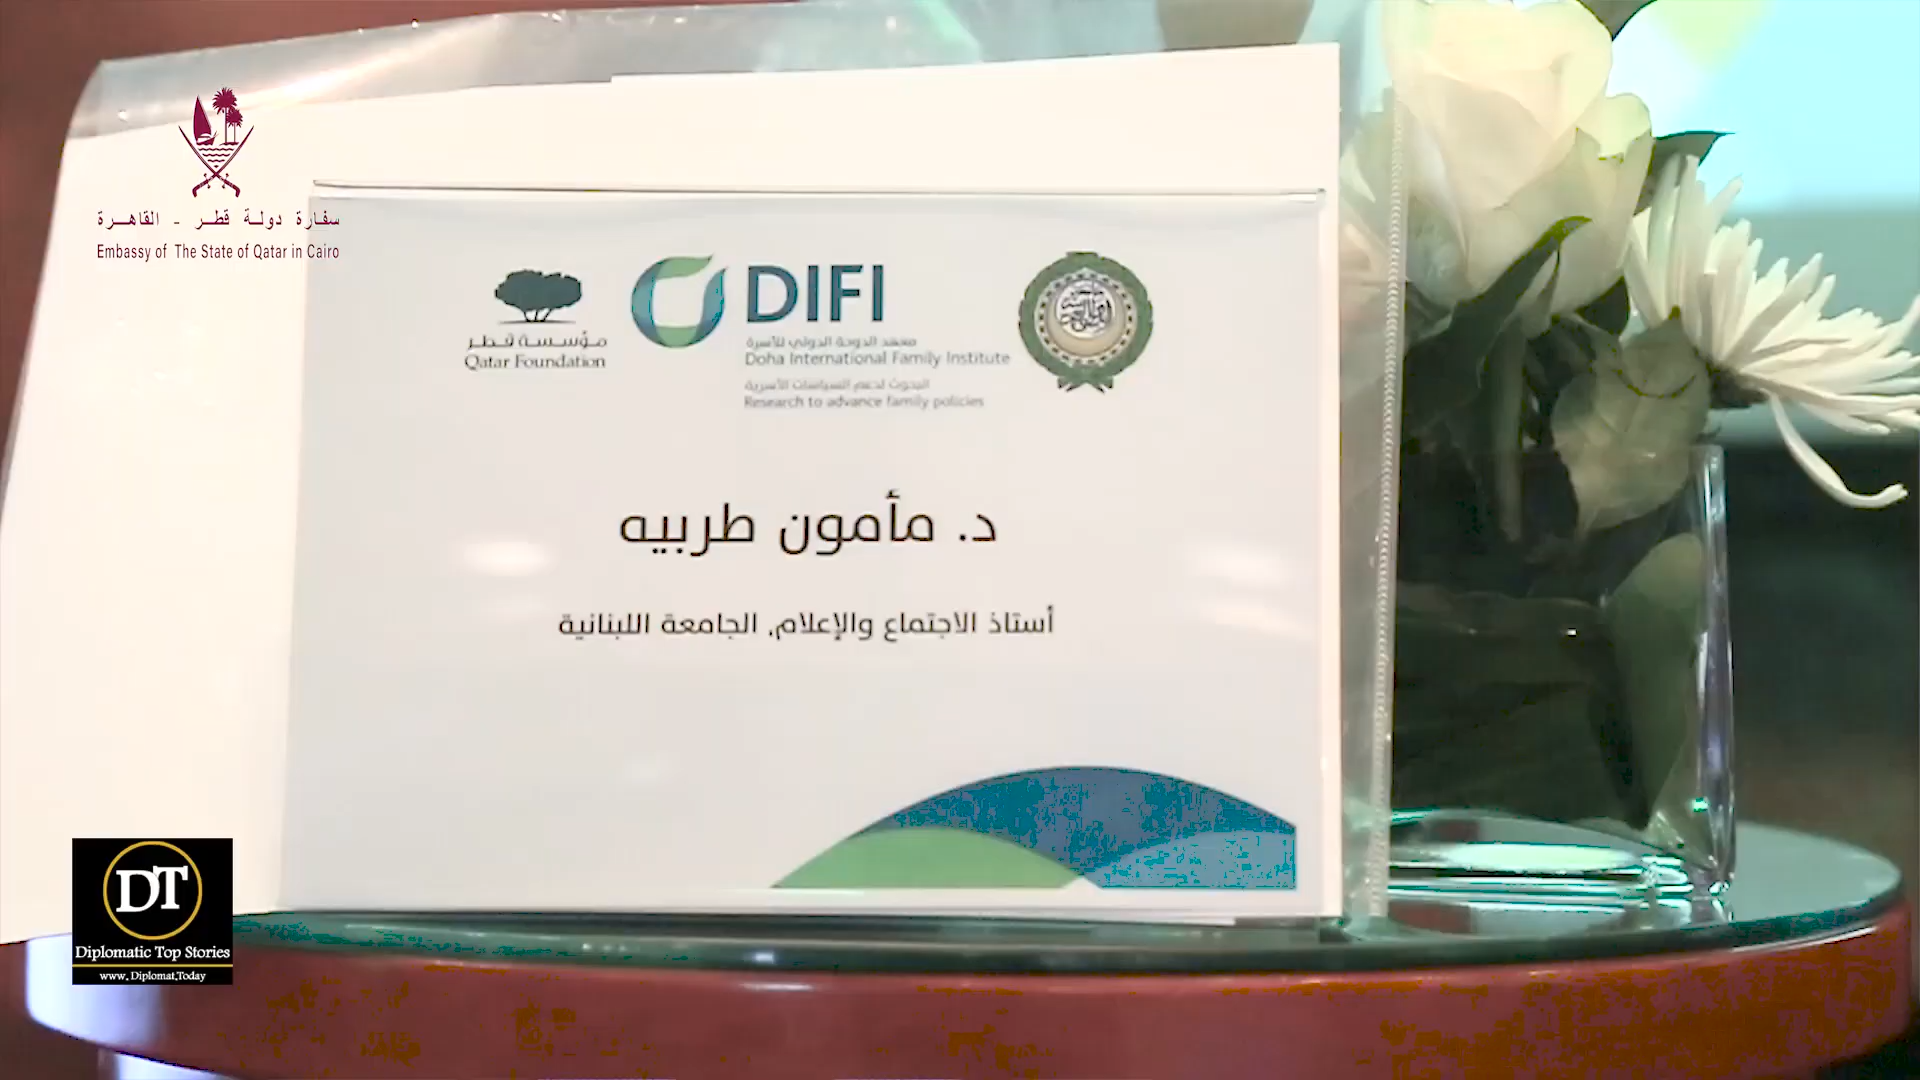 سفارة دولة قطر - القاهرة
Embassy of The State of Qatar in Cairo
مؤسسة قطر
Qatar Foundation
DIFI
معهد الدوحة الدولي للأسرة
Doha International Family Institute
البحوث لدعم السياسات الأسرية
Research to advance family policies
د. مأمون طربيه
أستاذ الاجتماع والإعلام، الجامعة اللبنانية
DT
Diplomatic Top Stories
www.Diplomat.Today